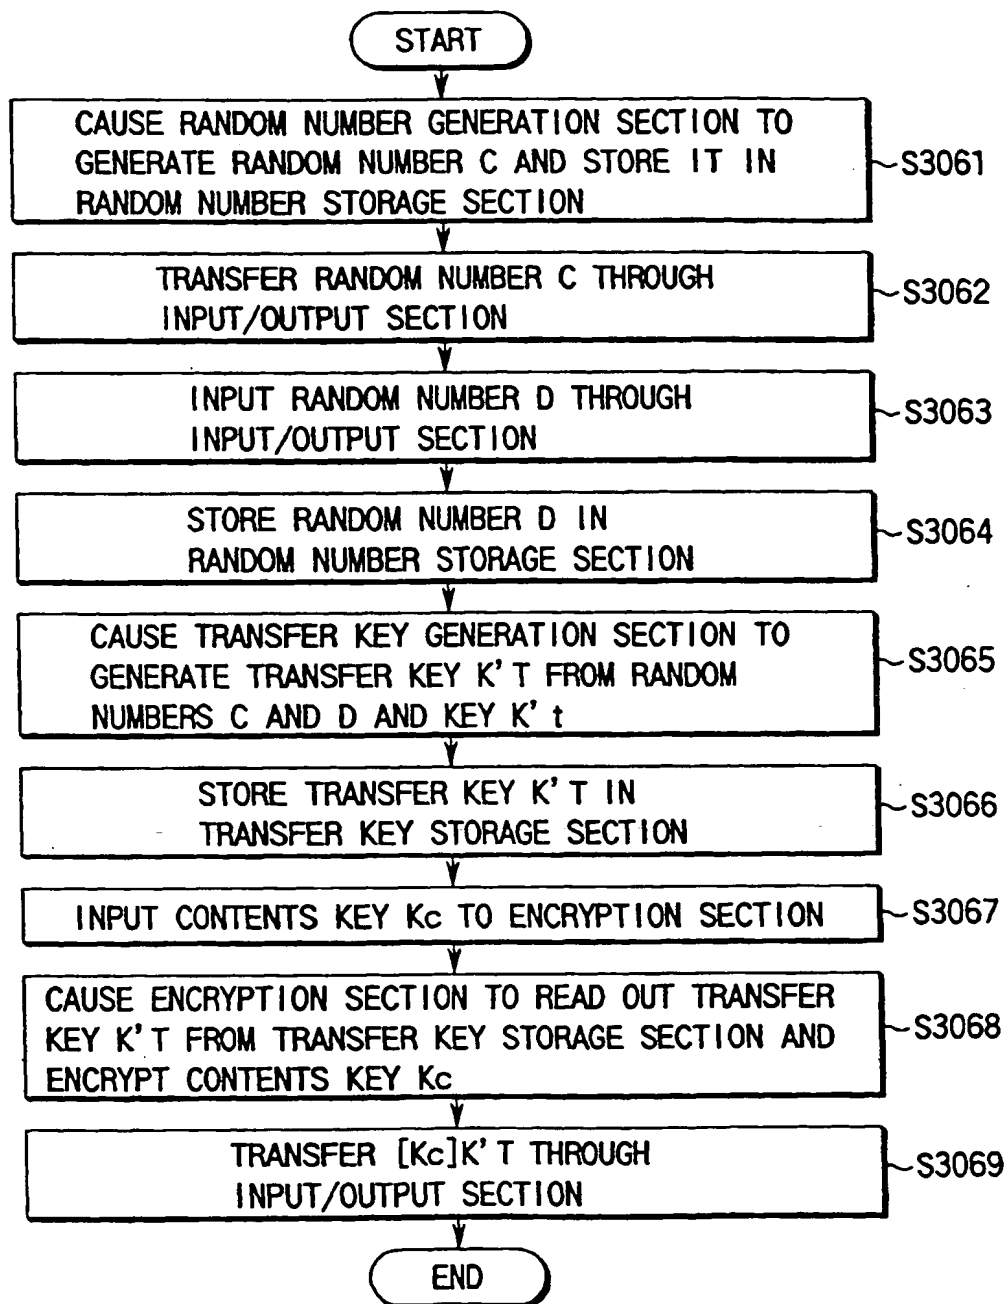 START
CAUSE RANDOM NUMBER GENERATION SECTION TO
GENERATE RANDOM NUMBER C AND STORE IT IN
RANDOM NUMBER STORAGE SECTION
S3061
TRANSFER RANDOM NUMBER C THROUGH
INPUT/OUTPUT SECTION
S3062
INPUT RANDOM NUMBER D THROUGH
INPUT/OUTPUT SECTION
S3063
STORE RANDOM NUMBER D IN
RANDOM NUMBER STORAGE SECTION
S3064
CAUSE TRANSFER KEY GENERATION SECTION TO
GENERATE TRANSFER KEY K'T FROM RANDOM
NUMBERS C AND D AND KEY K't
S3065
STORE TRANSFER KEY K'T IN
TRANSFER KEY STORAGE SECTION
S3066
INPUT CONTENTS KEY Kc TO ENCRYPTION SECTION
S3067
CAUSE ENCRYPTION SECTION TO READ OUT TRANSFER
KEY K'T FROM TRANSFER KEY STORAGE SECTION AND
ENCRYPT CONTENTS KEY Kc
S3068
TRANSFER [Kc]K'T THROUGH
INPUT/OUTPUT SECTION
S3069
END